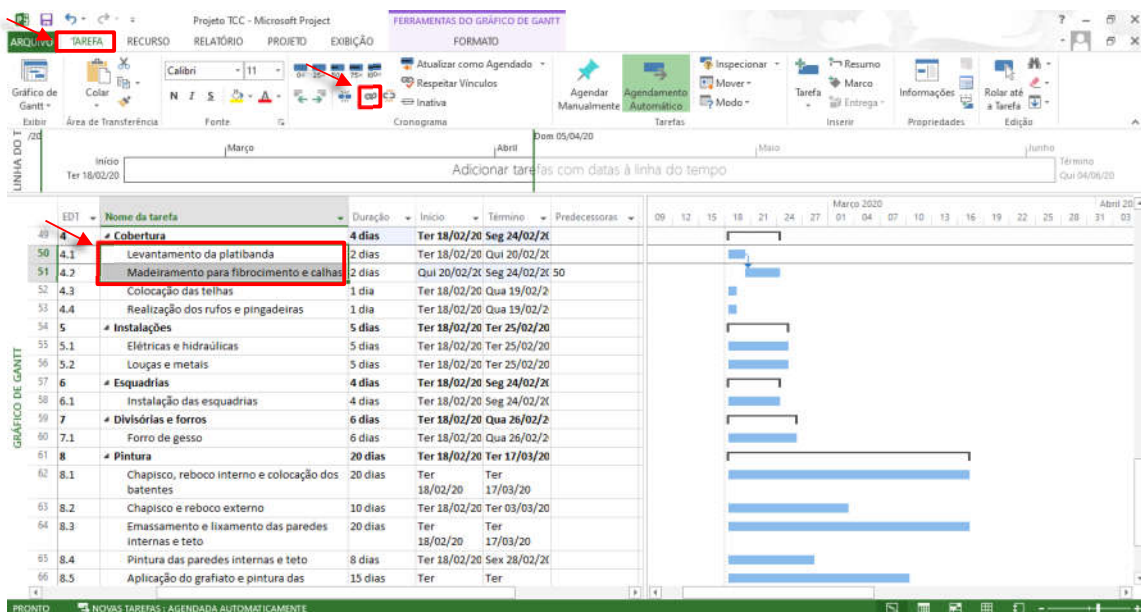 Projeto TCC - Microsoft Project FERRAMENTAS DO GRÁFICO DE GANTT
ARQUIVO TAREFA RECURSO RELATÓRIO PROJETO EXIBIÇÃO FORMATO
Calibri 11
N I S
Gráfico de Gantt
Colar
Atualizar como Agendado
Respeitar Vínculos
Inativa
Agendar Manualmente
Agendamento Automático
Inspecionar
Mover
Modo
Tarefa
Resumo
Marco
Entrega
Informações
Rolar até a Tarefa
Exibir Área de Transferência Fonte Cronograma Tarefas Inserir Propriedades Edição
LINHA DO T
/20 Dom 05/04/20
Março Abril Maio Junho
Início
Ter 18/02/20
Adicionar tarefas com datas à linha do tempo
Término
Qui 04/06/20
GRÁFICO DE GANTT
Março 2020 Abril 20
EDT Nome da tarefa Duração Início Término Predecessoras 09 12 15 18 21 24 27 01 04 07 10 13 16 19 22 25 28 31 03
49 4 Cobertura 4 dias Ter 18/02/20 Seg 24/02/20
50 4.1 Levantamento da platibanda 2 dias Ter 18/02/20 Qui 20/02/20
51 4.2 Madeiramento para fibrocimento e calhas 2 dias Qui 20/02/20 Seg 24/02/20 50
52 4.3 Colocação das telhas 1 dia Ter 18/02/20 Qua 19/02/2
53 4.4 Realização dos rufos e pingadeiras 1 dia Ter 18/02/20 Qua 19/02/2
54 5 Instalações 5 dias Ter 18/02/20 Ter 25/02/20
55 5.1 Elétricas e hidraúlicas 5 dias Ter 18/02/20 Ter 25/02/20
56 5.2 Louças e metais 5 dias Ter 18/02/20 Ter 25/02/20
57 6 Esquadrias 4 dias Ter 18/02/20 Seg 24/02/20
58 6.1 Instalação das esquadrias 4 dias Ter 18/02/20 Seg 24/02/20
59 7 Divisórias e forros 6 dias Ter 18/02/20 Qua 26/02/2
60 7.1 Forro de gesso 6 dias Ter 18/02/20 Qua 26/02/2
61 8 Pintura 20 dias Ter 18/02/20 Ter 17/03/20
62 8.1 Chapisco, reboco interno e colocação dos 20 dias Ter Ter
batentes 18/02/20 17/03/20
63 8.2 Chapisco e reboco externo 10 dias Ter 18/02/20 Ter 03/03/20
64 8.3 Emassamento e lixamento das paredes 20 dias Ter Ter
internas e teto 18/02/20 17/03/20
65 8.4 Pintura das paredes internas e teto 8 dias Ter 18/02/20 Sex 28/02/20
66 8.5 Aplicação do grafiato e pintura das 15 dias Ter Ter
PRONTO NOVAS TAREFAS : AGENDADA AUTOMATICAMENTE